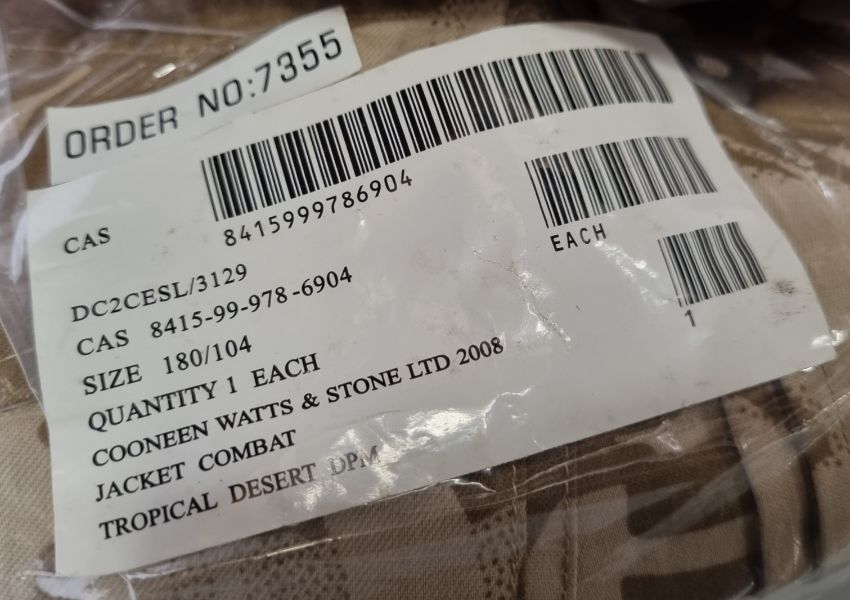 ORDER NO:7355
CAS
8415999786904
EACH
1
DC2CESL/3129
CAS 8415-99-978-6904
SIZE 180/104
QUANTITY 1 EACH
COONEEN WATTS & STONE LTD 2008
JACKET COMBAT
TROPICAL DESERT DPM